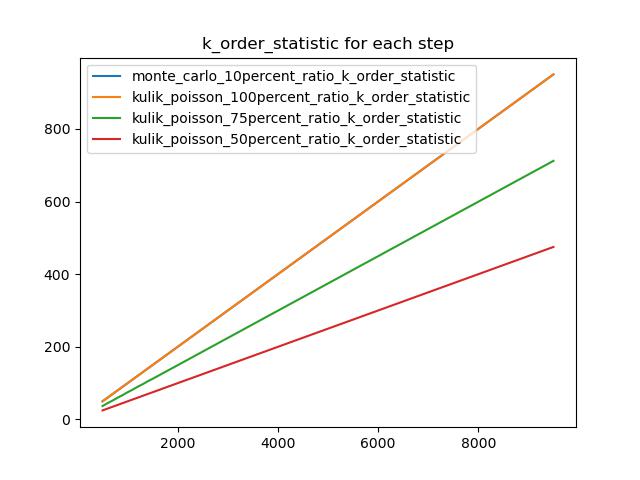 k_order_statistic for each step
monte_carlo_10percent_ratio_k_order_statistic
kulik_poisson_100percent_ratio_k_order_statistic
kulik_poisson_75percent_ratio_k_order_statistic
kulik_poisson_50percent_ratio_k_order_statistic
800
600
400
200
0
2000 4000 6000 8000